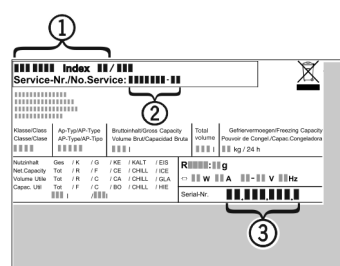 1
Index /
Service-Nr./No.Service: -
2
Klasse/Class Ap-Typ/AP-Type Bruttoinhalt/Gross Capacity Total Gefriervermoegen/Freezing Capacity
Classe/Clase AP-Type/AP-Tipo Volume Brut/Capacidad Bruta volume Pouvoir de Congel./Capac.Congeladora
l l kg / 24 h
Nutzinhalt Ges / K / G / KE / KALT / EIS
Net.Capacity Tot / R / F / CE / CHILL / ICE
Volume Utile Tot / R / C / CA / CHILL / GLA
Capac. Util Tot / F / C / BO / CHILL / HIE
l / l
R : g
W A - V Hz
Serial-Nr. . . .
3